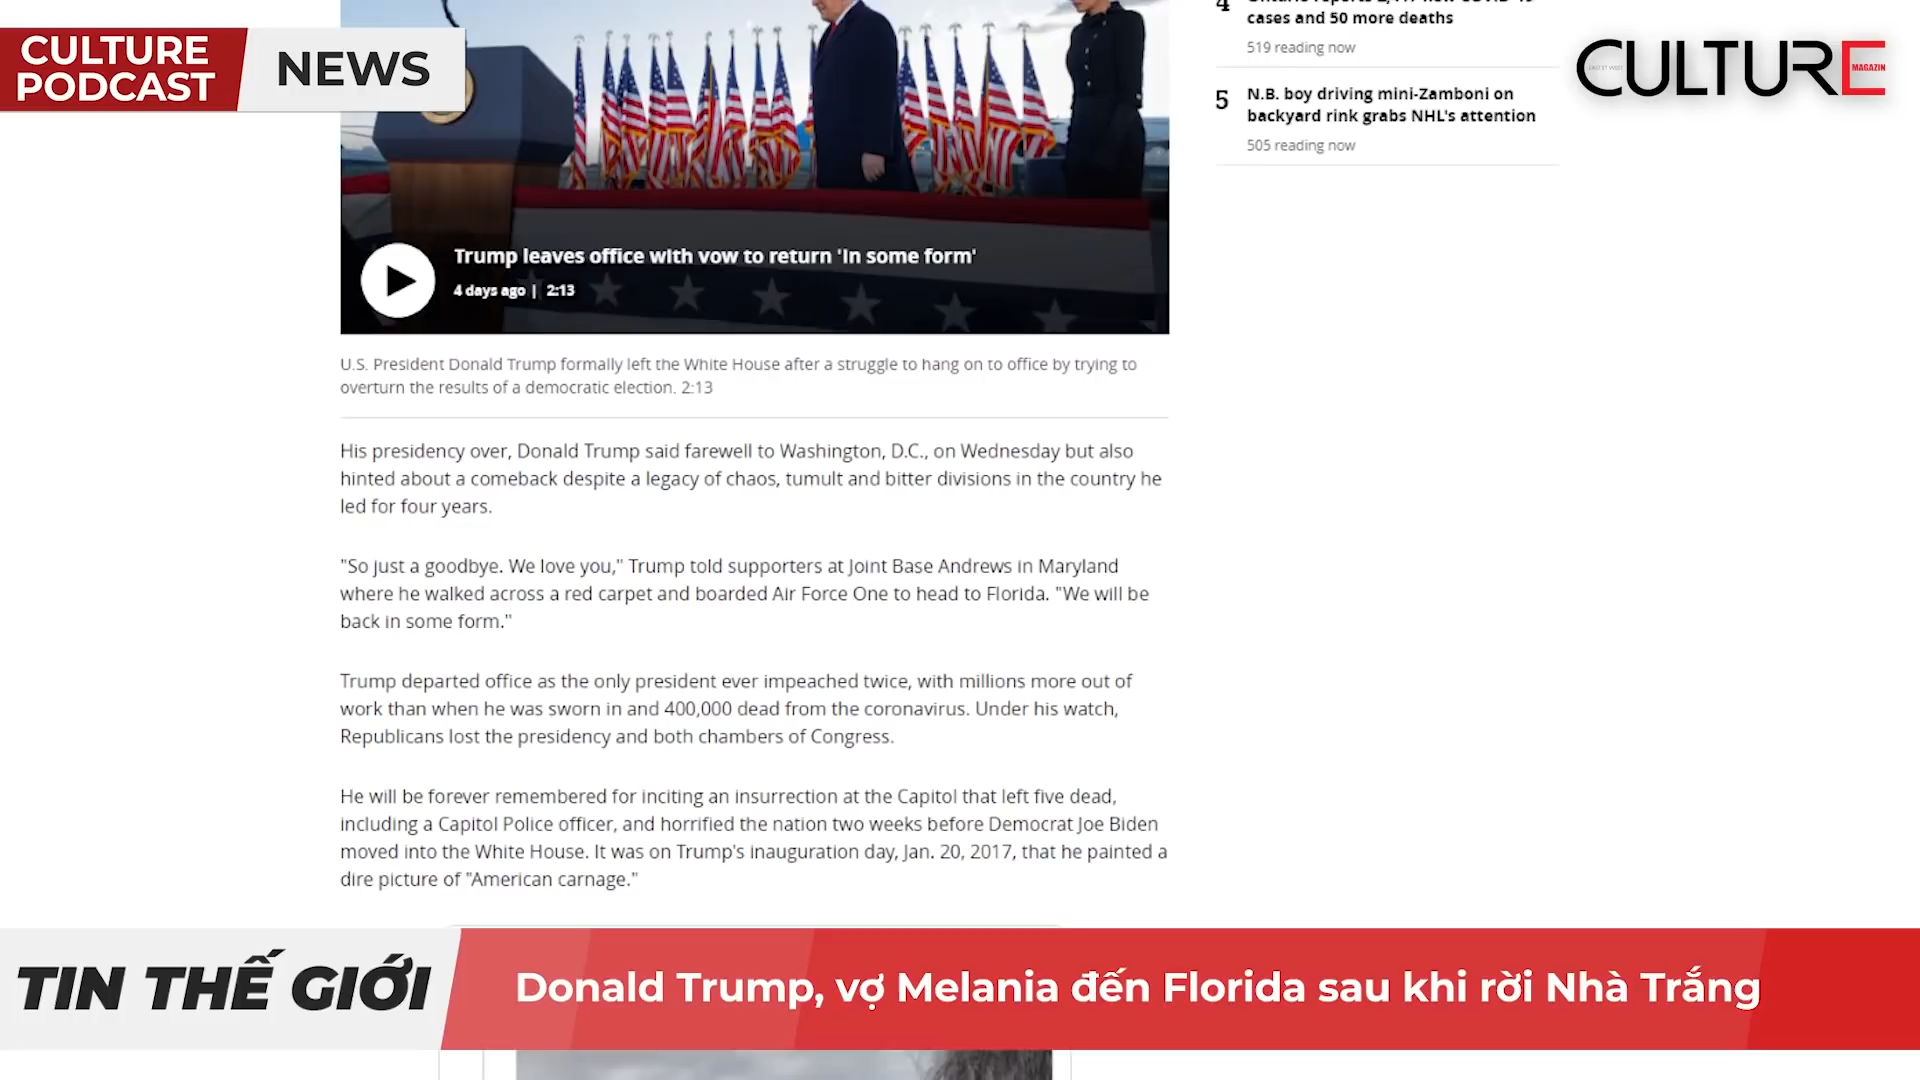 CULTURE
PODCAST
NEWS
CULTURE
EAST ET WEST
MAGAZIN
4
cases and 50 more deaths
519 reading now
5
N.B. boy driving mini-Zamboni on
backyard rink grabs NHL's attention
505 reading now
Trump leaves office with vow to return 'in some form'
4 days ago | 2:13
U.S. President Donald Trump formally left the White House after a struggle to hang on to office by trying to
overturn the results of a democratic election. 2:13
His presidency over, Donald Trump said farewell to Washington, D.C., on Wednesday but also
hinted about a comeback despite a legacy of chaos, tumult and bitter divisions in the country he
led for four years.
"So just a goodbye. We love you," Trump told supporters at Joint Base Andrews in Maryland
where he walked across a red carpet and boarded Air Force One to head to Florida. "We will be
back in some form."
Trump departed office as the only president ever impeached twice, with millions more out of
work than when he was sworn in and 400,000 dead from the coronavirus. Under his watch,
Republicans lost the presidency and both chambers of Congress.
He will be forever remembered for inciting an insurrection at the Capitol that left five dead,
including a Capitol Police officer, and horrified the nation two weeks before Democrat Joe Biden
moved into the White House. It was on Trump's inauguration day, Jan. 20, 2017, that he painted a
dire picture of "American carnage."
TIN THẾ GIỚI
Donald Trump, vợ Melania đến Florida sau khi rời Nhà Trắng